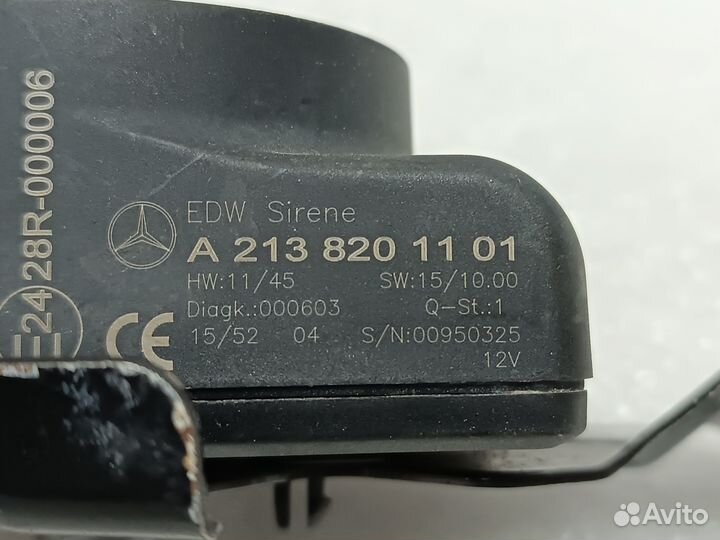 EDW Sirene
A 213 820 11 01
HW:11/45 SW:15/10.00
Diagk.:000603 Q-St.:1
15/52 04 S/N:00950325
12V
CE
E
24 28R-000006
Avito